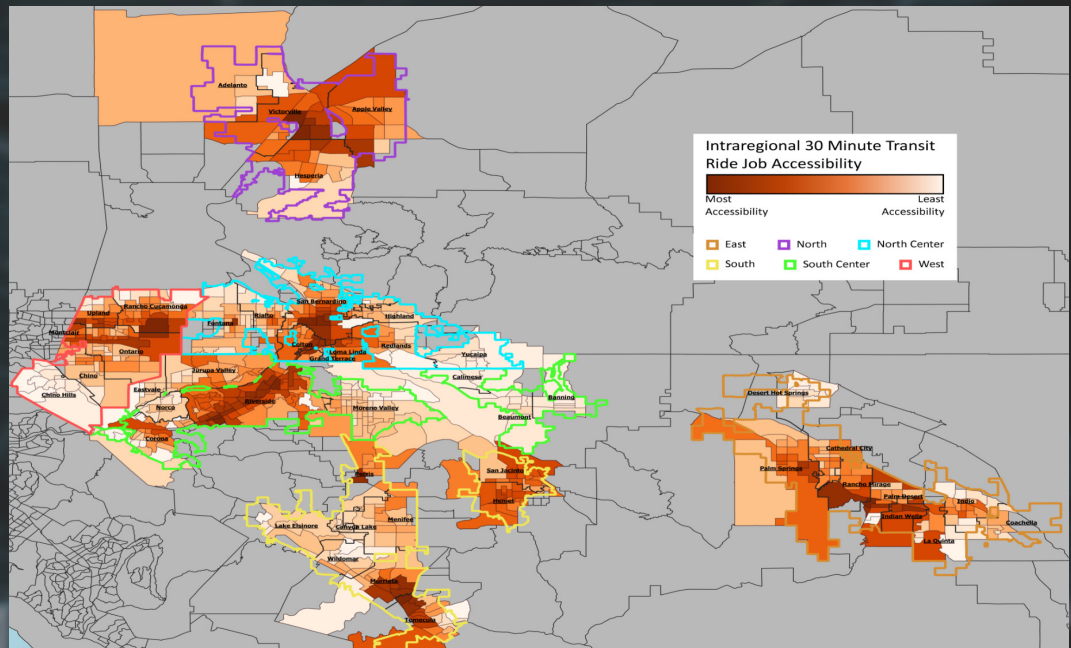 Intraregional 30 Minute Transit
Ride Job Accessibility
Most
Accessibility
Least
Accessibility
East
North
North Center
South
South Center
West
Adelanto
Victorville
Apple Valley
Hesperia
Rancho Cucamonga
Upland
Montclair
Ontario
Chino
Chino Hills
Fontana
Rialto
San Bernardino
Highland
Colton
Loma Linda
Grand Terrace
Redlands
Yucaipa
Calimesa
Jurupa Valley
Eastvale
Norco
Riverside
Corona
Moreno Valley
Banning
Beaumont
Perris
San Jacinto
Hemet
Lake Elsinore
Canyon Lake
Menifee
Wildomar
Murrieta
Temecula
Desert Hot Springs
Cathedral City
Palm Springs
Rancho Mirage
Palm Desert
Indio
Indian Wells
Coachella
La Quinta